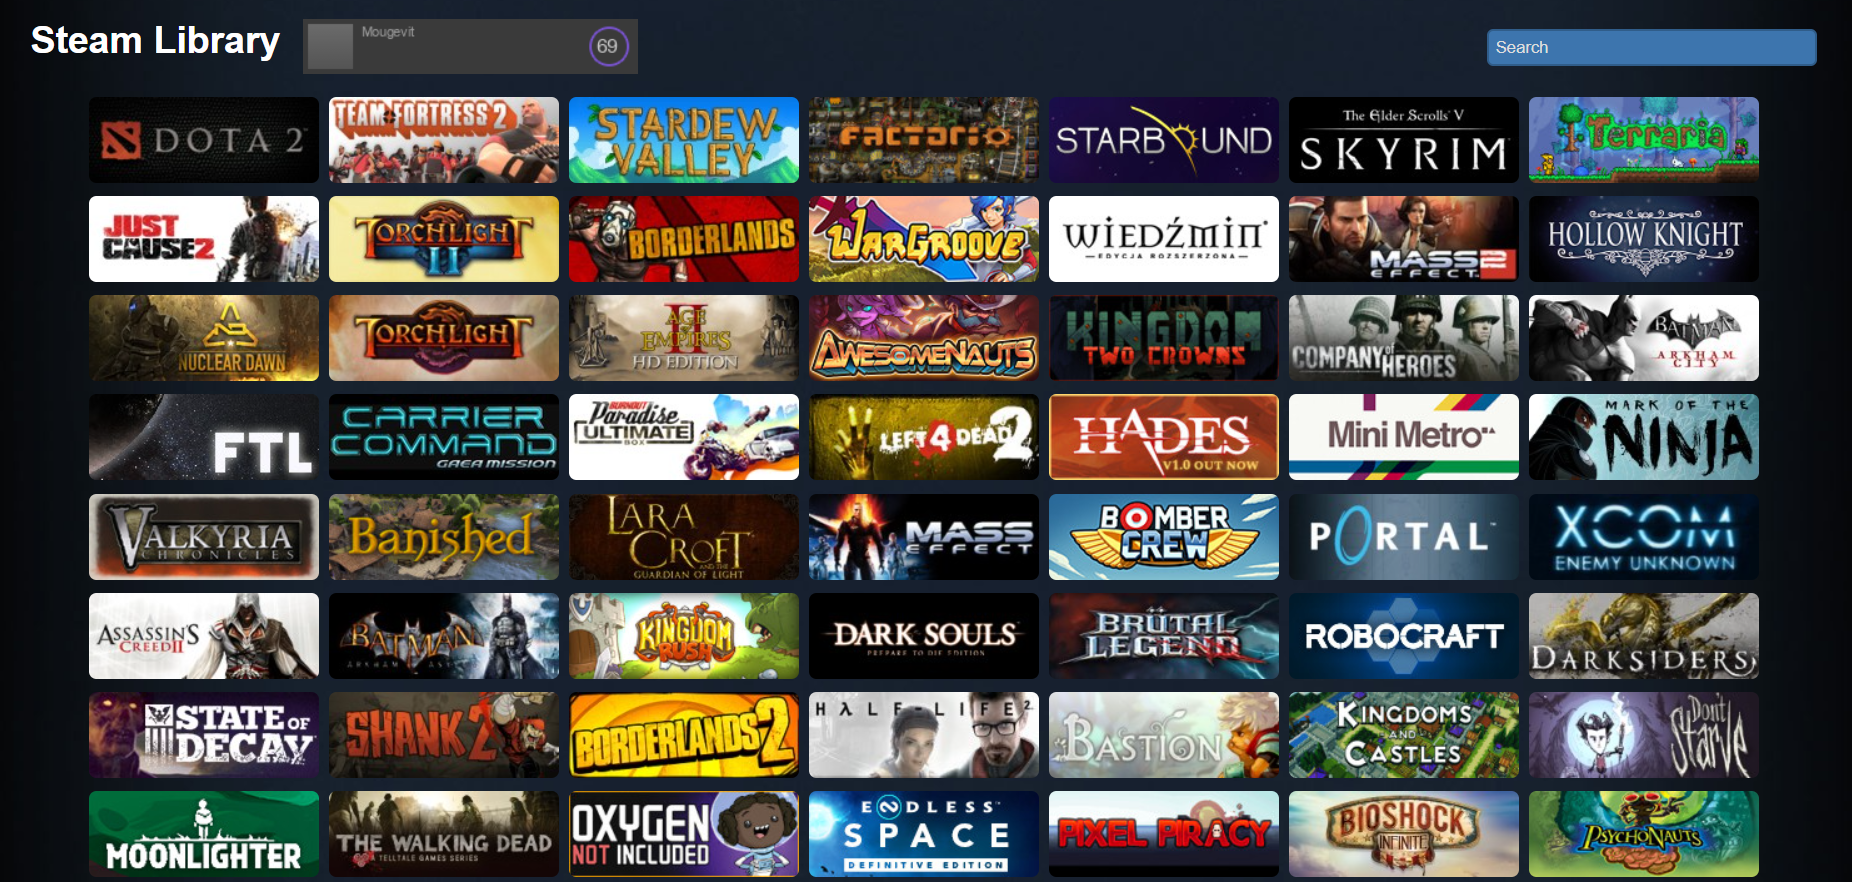 Steam Library
Mougevit
69
Search
DOTA 2
TEAM FORTRESS 2
STARDEW
VALLEY
FACTORIO
STARBOUND
The Elder Scrolls V
SKYRIM
Terraria
JUST
CAUSE 2
TORCHLIGHT
II
BORDERLANDS
WARGROOVE
WIEDŹMIN
EDYCJA ROZSZERZONA
MASS 2
EFFECT
HOLLOW KNIGHT
NUCLEAR DAWN
TORCHLIGHT
AGE
OF
EMPIRES
II
HD EDITION
AWESOMENAUTS
KINGDOM
TWO CROWNS
COMPANY of
HEROES
BATMAN
ARKHAM
CITY
FTL
CARRIER
COMMAND
GAEA MISSION
BURNOUT
Paradise
ULTIMATE
BOX
LEFT 4 DEAD 2
HADES
V1.0 OUT NOW
Mini Metro
MARK OF THE
NINJA
VALKYRIA
CHRONICLES
Banished
LARA
CROFT
AND THE
GUARDIAN OF LIGHT
MASS
EFFECT
BOMBER
CREW
PORTAL™
XCOM
ENEMY UNKNOWN
ASSASSIN'S
CREED II
BATMAN
ARKHAM ASY
KINGDOM
RUSH
DARK SOULS
PREPARE TO DIE EDITION
BRÜTAL
LEGEND
ROBOCRAFT
DARKSIDERS
STATE OF
DECAY
SHANK 2
BORDERLANDS 2
HλLF-LIFE 2
BASTION
KINGDOMS
AND
CASTLES
Don't
Starve
MOONLIGHTER
THE WALKING DEAD
A TELLTALE GAMES SERIES
OXYGEN
NOT INCLUDED
ENDLESS™
SPACE
DEFINITIVE EDITION
PIXEL PIRACY
BIOSHOCK
INFINITE
PSYCHONAUTS